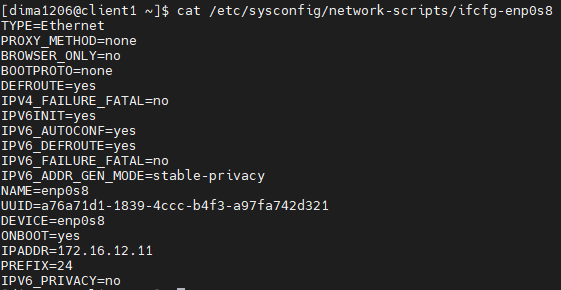 [dima1206@client1 ~]$ cat /etc/sysconfig/network-scripts/ifcfg-enp0s8
TYPE=Ethernet
PROXY_METHOD=none
BROWSER_ONLY=no
BOOTPROTO=none
DEFROUTE=yes
IPV4_FAILURE_FATAL=no
IPV6INIT=yes
IPV6_AUTOCONF=yes
IPV6_DEFROUTE=yes
IPV6_FAILURE_FATAL=no
IPV6_ADDR_GEN_MODE=stable-privacy
NAME=enp0s8
UUID=a76a71d1-1839-4ccc-b4f3-a97fa742d321
DEVICE=enp0s8
ONBOOT=yes
IPADDR=172.16.12.11
PREFIX=24
IPV6_PRIVACY=no